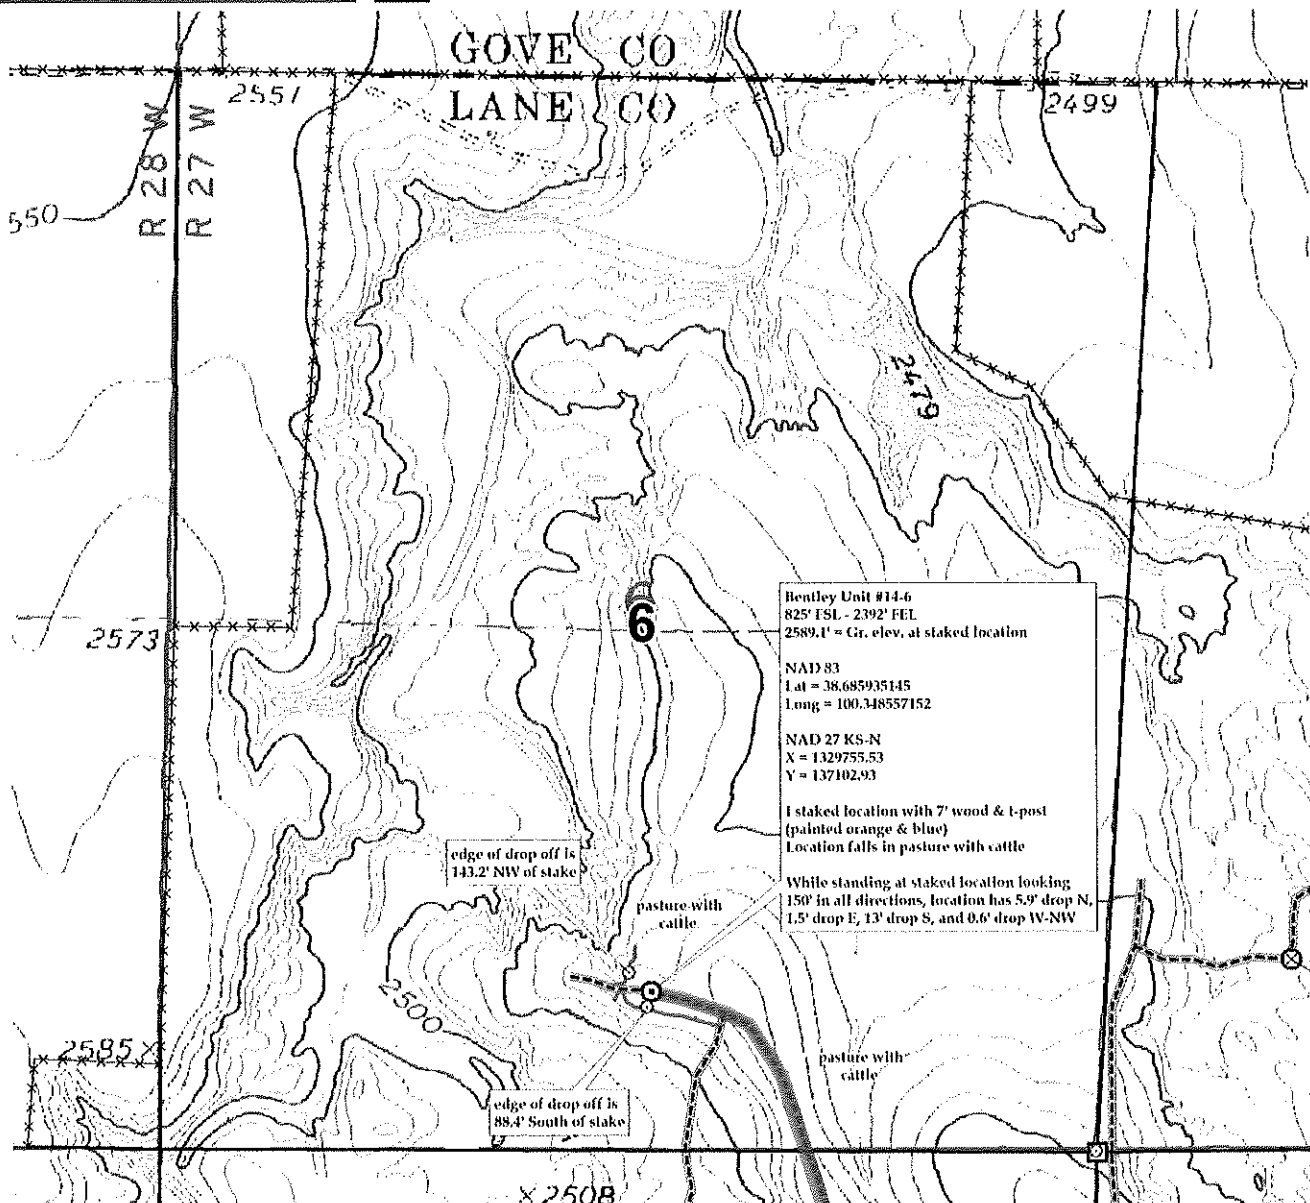 GOVE CO
LANE CO
2551
2499
R 28 W
R 27 W
550
2479
6
2573
Bentley Unit #14-6
825' FSL - 2392' FEL
2589.1' = Gr. elev. at staked location
NAD 83
Lat = 38.685935145
Long = 100.348557152
NAD 27 KS-N
X = 1329755.53
Y = 137102.93
I staked location with 7' wood & t-post
(painted orange & blue)
Location falls in pasture with cattle
While standing at staked location looking
150' in all directions, location has 5.9' drop N,
1.5' drop E, 13' drop S, and 0.6' drop W-NW
edge of drop off is
143.2' NW of stake
pasture with
cattle
2500
2595
pasture with
cattle
edge of drop off is
88.4' South of stake
×2508